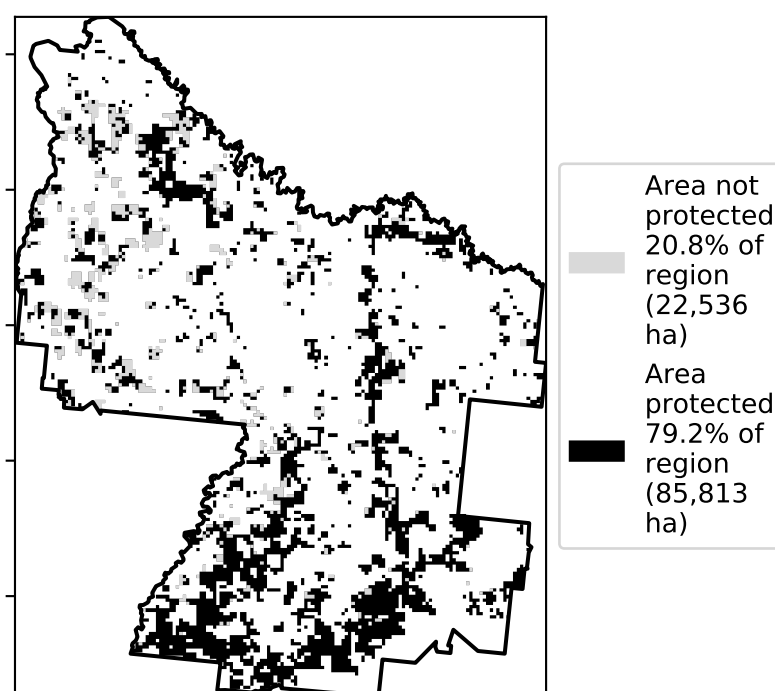 Area not
protected
20.8% of
region
(22,536
ha)
Area
protected
79.2% of
region
(85,813
ha)